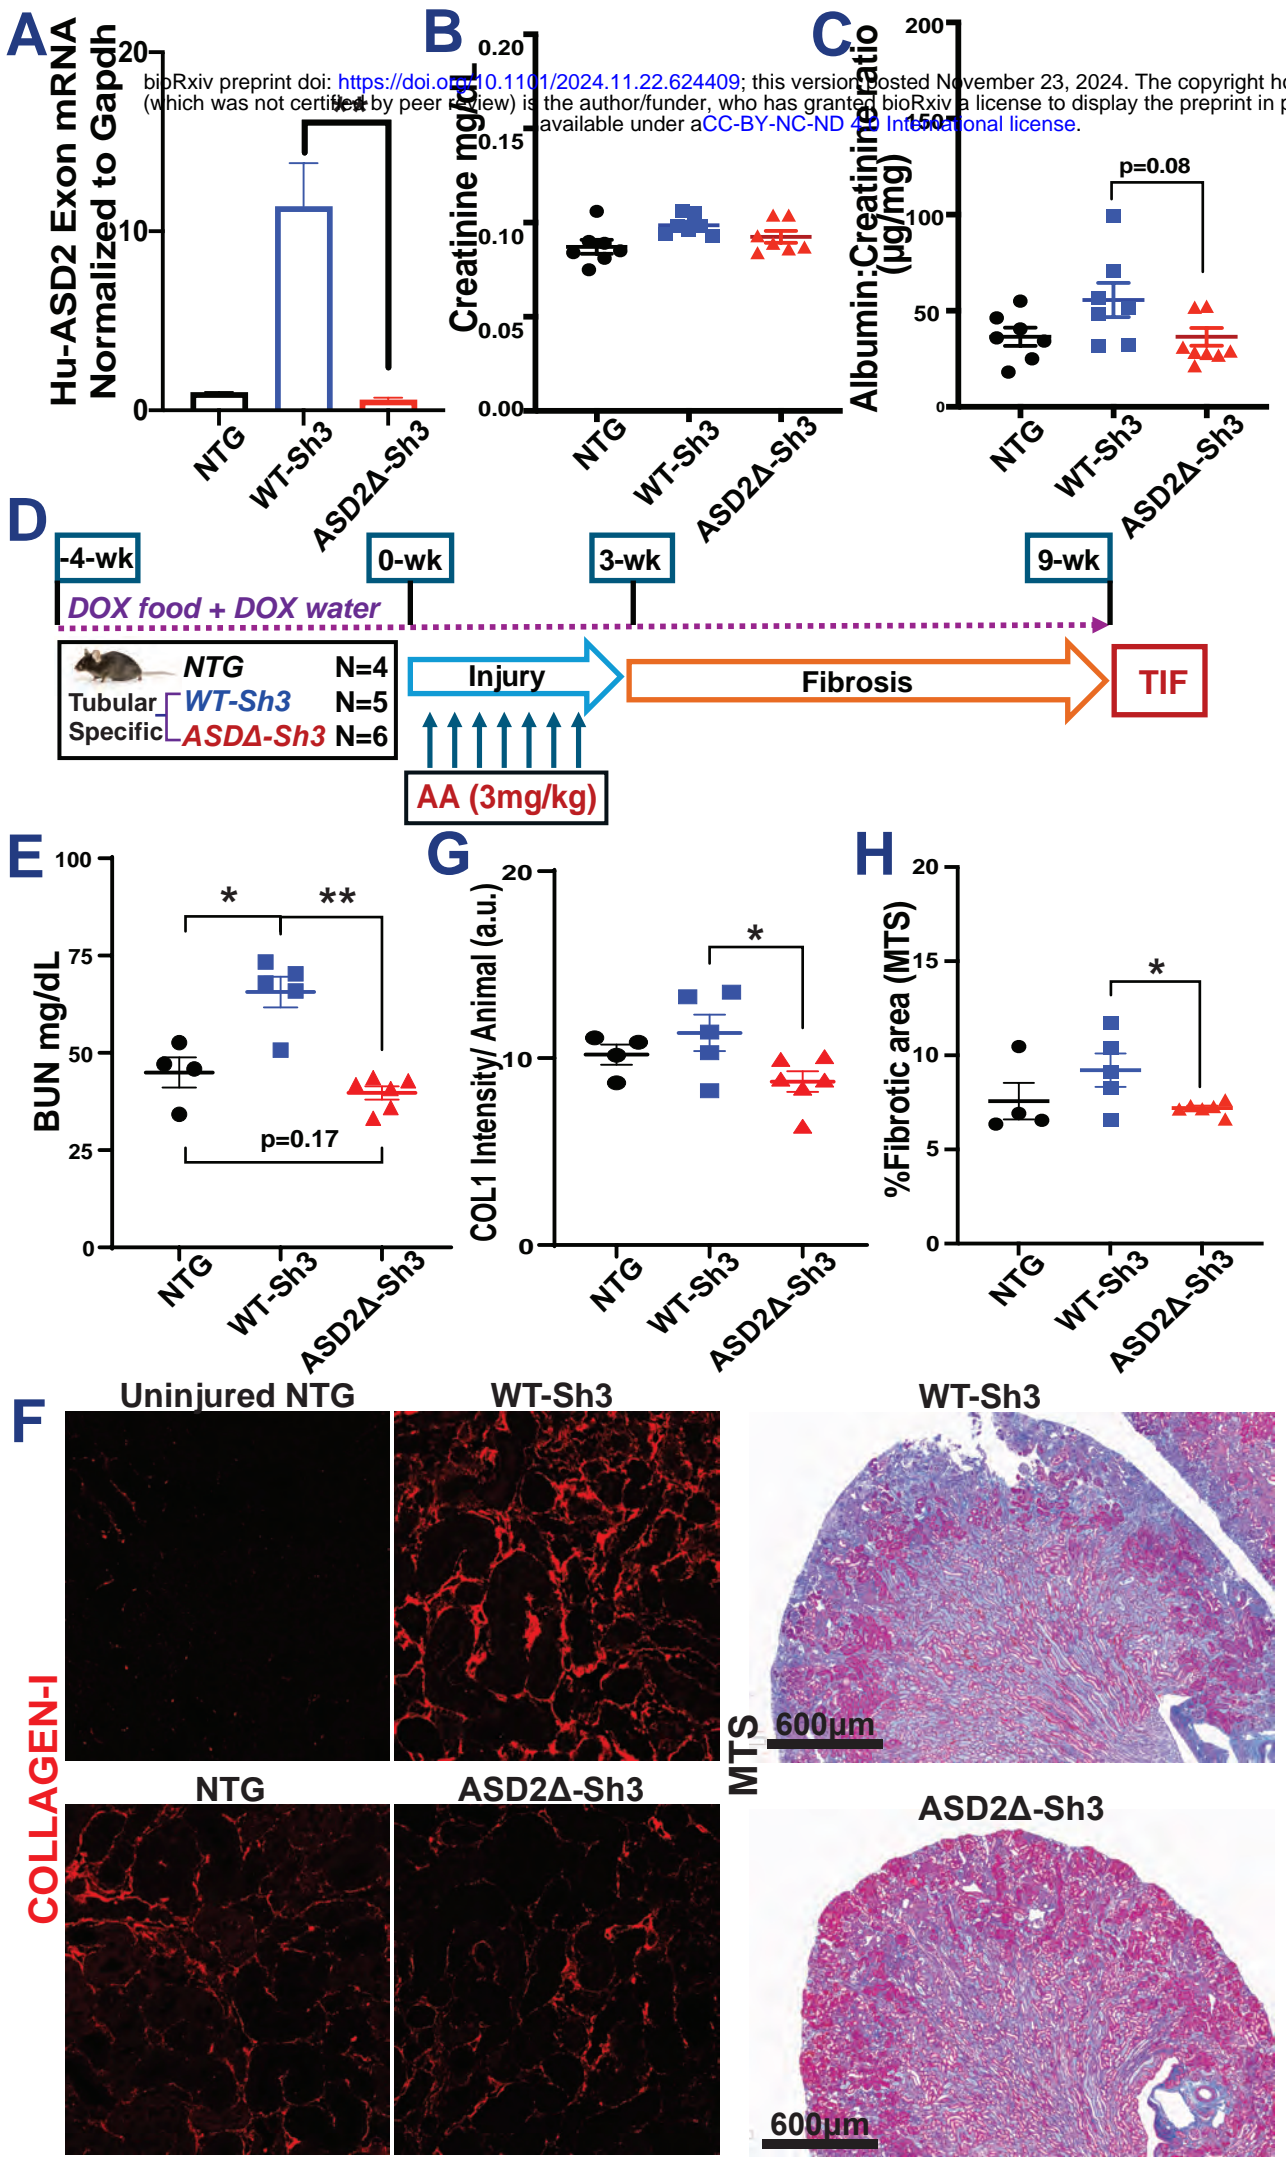 A
Hu-ASD2 Exon mRNA
Normalized to Gapdh
20
10
0
**
NTG
WT-Sh3
ASD2Δ-Sh3
B
Creatinine mg/dL
0.20
0.15
0.10
0.05
0.00
NTG
WT-Sh3
ASD2Δ-Sh3
C
Albumin:Creatinine ratio
(µg/mg)
200
150
100
50
0
p=0.08
NTG
WT-Sh3
ASD2Δ-Sh3
bioRxiv preprint doi: https://doi.org/10.1101/2024.11.22.624409; this version posted November 23, 2024. The copyright
(which was not certified by peer review) is the author/funder, who has granted bioRxiv a license to display the preprint in
available under aCC-BY-NC-ND 4.0 International license.
D
-4-wk
0-wk
3-wk
9-wk
DOX food + DOX water
NTG N=4
Tubular
Specific
WT-Sh3 N=5
ASDΔ-Sh3 N=6
Injury
Fibrosis
TIF
AA (3mg/kg)
E
BUN mg/dL
100
75
50
25
0
*
**
p=0.17
NTG
WT-Sh3
ASD2Δ-Sh3
G
COL1 Intensity/ Animal (a.u.)
20
10
0
*
NTG
WT-Sh3
ASD2Δ-Sh3
H
%Fibrotic area (MTS)
20
15
10
5
0
*
NTG
WT-Sh3
ASD2Δ-Sh3
F
COLLAGEN-I
Uninjured NTG
WT-Sh3
NTG
ASD2Δ-Sh3
MTS
WT-Sh3
600µm
ASD2Δ-Sh3
600µm